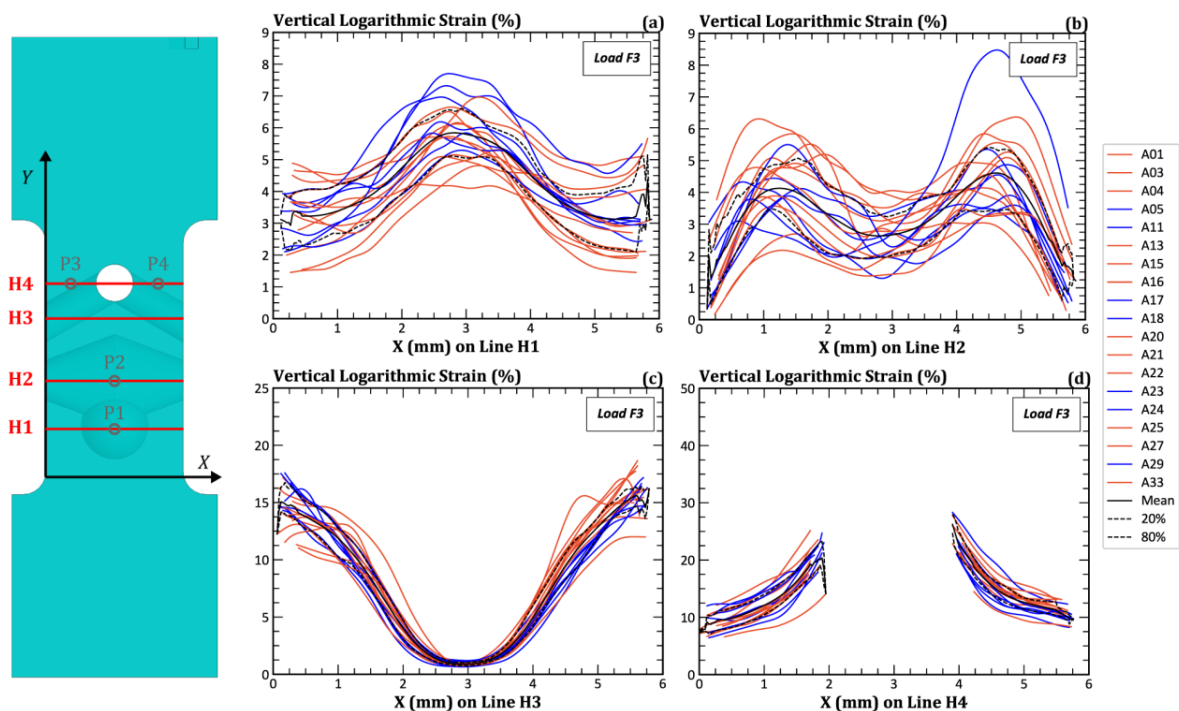 Y
X
P3
P4
H4
H3
P2
H2
P1
H1
Vertical Logarithmic Strain (%)
(a)
Load F3
9
8
7
6
5
4
3
2
1
0
0 1 2 3 4 5 6
X (mm) on Line H1
Vertical Logarithmic Strain (%)
(b)
Load F3
9
8
7
6
5
4
3
2
1
0
0 1 2 3 4 5 6
X (mm) on Line H2
Vertical Logarithmic Strain (%)
(c)
Load F3
25
20
15
10
5
0
0 1 2 3 4 5 6
X (mm) on Line H3
Vertical Logarithmic Strain (%)
(d)
Load F3
50
40
30
20
10
0
0 1 2 3 4 5 6
X (mm) on Line H4
A01
A03
A04
A05
A11
A13
A15
A16
A17
A18
A20
A21
A22
A23
A24
A25
A27
A29
A33
Mean
20%
80%